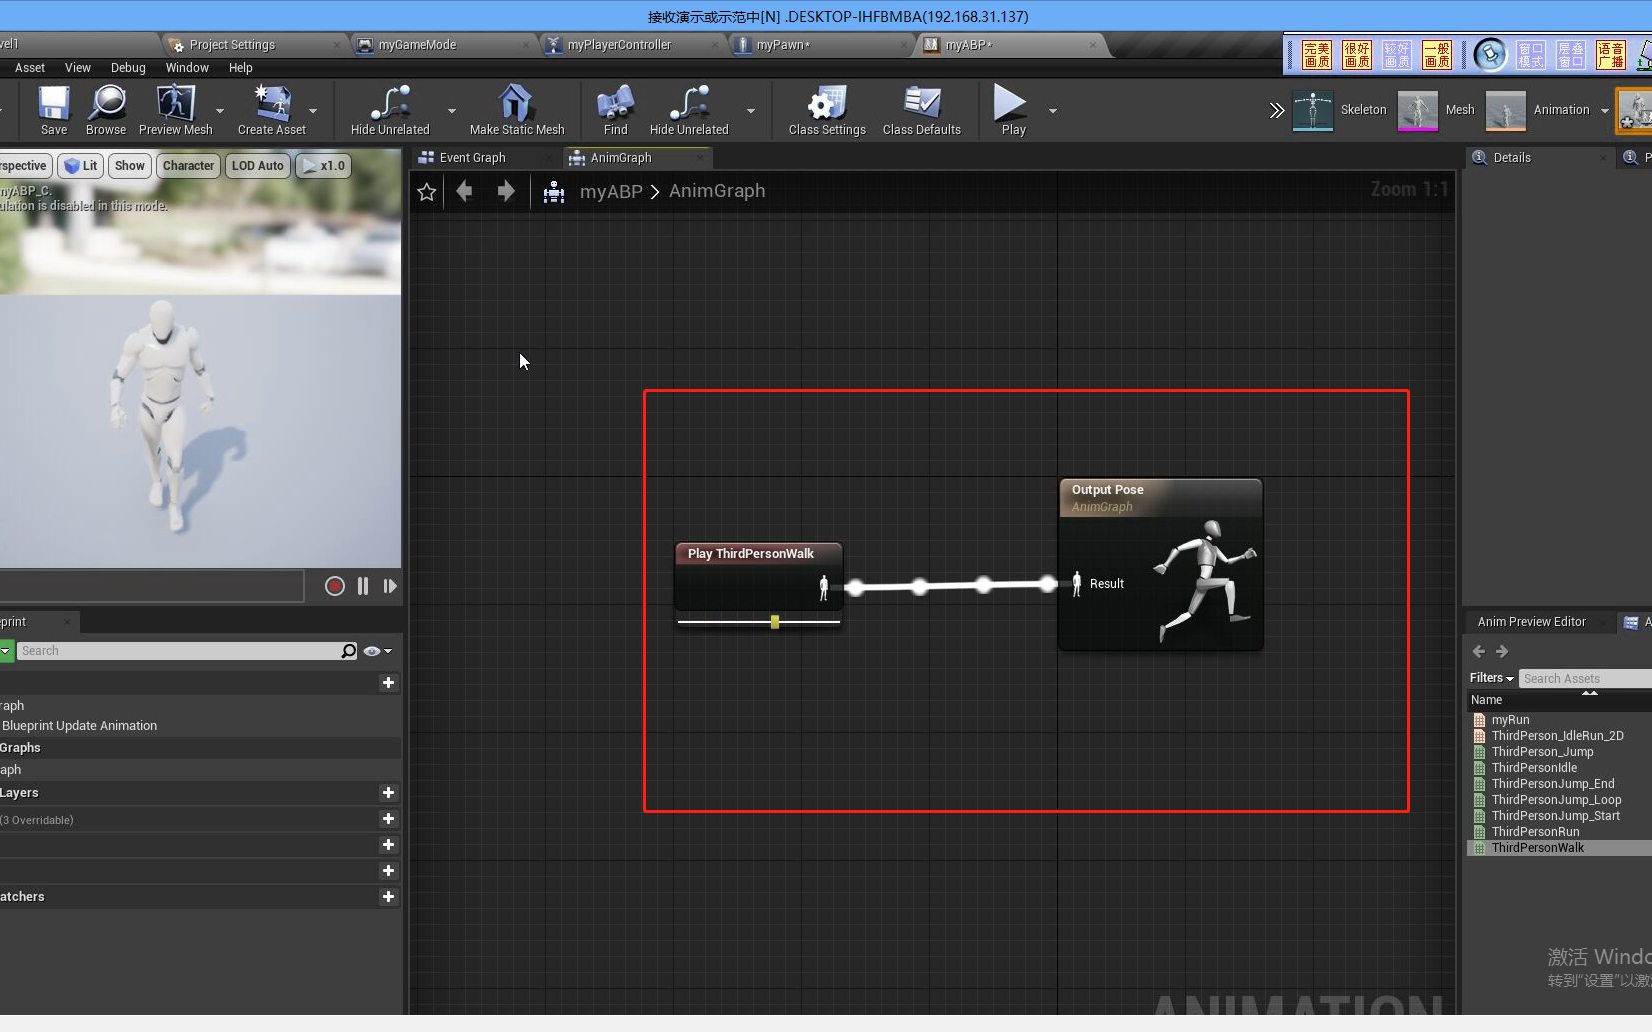 接收演示或示范中[N] .DESKTOP-IHFBMBA(192.168.31.137)
vel1
Project Settings
myGameMode
myPlayerController
myPawn*
myABP*
完美画质
很好画质
较好画质
一般画质
窗口模式
层叠窗口
语音广播
Asset
View
Debug
Window
Help
Save
Browse
Preview Mesh
Create Asset
Hide Unrelated
Make Static Mesh
Find
Hide Unrelated
Class Settings
Class Defaults
Play
Skeleton
Mesh
Animation
rspective
Lit
Show
Character
LOD Auto
x1.0
myABP_C.
ulation is disabled in this mode.
Event Graph
AnimGraph
Details
P
myABP > AnimGraph
Zoom 1:1
Output Pose
AnimGraph
Play ThirdPersonWalk
Result
eprint
Search
raph
Blueprint Update Animation
Graphs
aph
Layers
(3 Overridable)
atchers
Anim Preview Editor
A
Filters
Search Assets
Name
myRun
ThirdPerson_IdleRun_2D
ThirdPerson_Jump
ThirdPersonIdle
ThirdPersonJump_End
ThirdPersonJump_Loop
ThirdPersonJump_Start
ThirdPersonRun
ThirdPersonWalk
激活 Windo
转到"设置"以激
ANIMATION